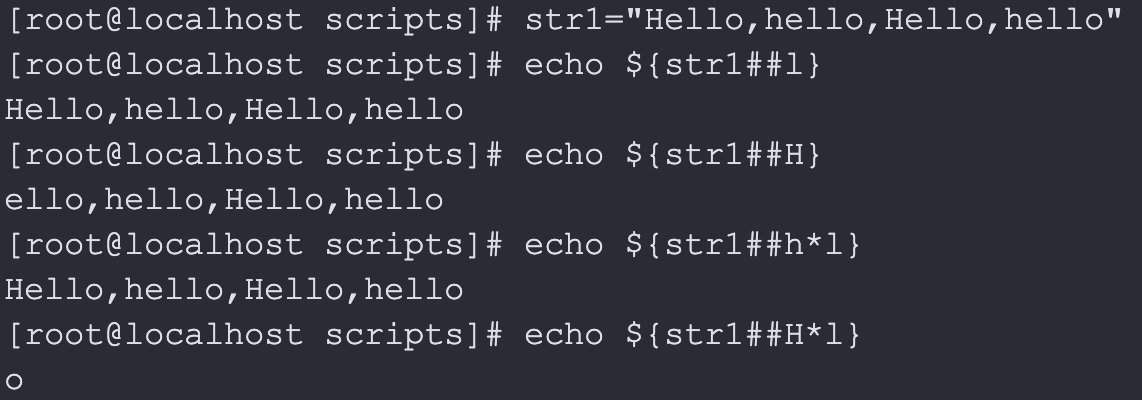 [root@localhost scripts]# str1="Hello,hello,Hello,hello"
[root@localhost scripts]# echo ${str1##l}
Hello,hello,Hello,hello
[root@localhost scripts]# echo ${str1##H}
ello,hello,Hello,hello
[root@localhost scripts]# echo ${str1##h*l}
Hello,hello,Hello,hello
[root@localhost scripts]# echo ${str1##H*l}
o